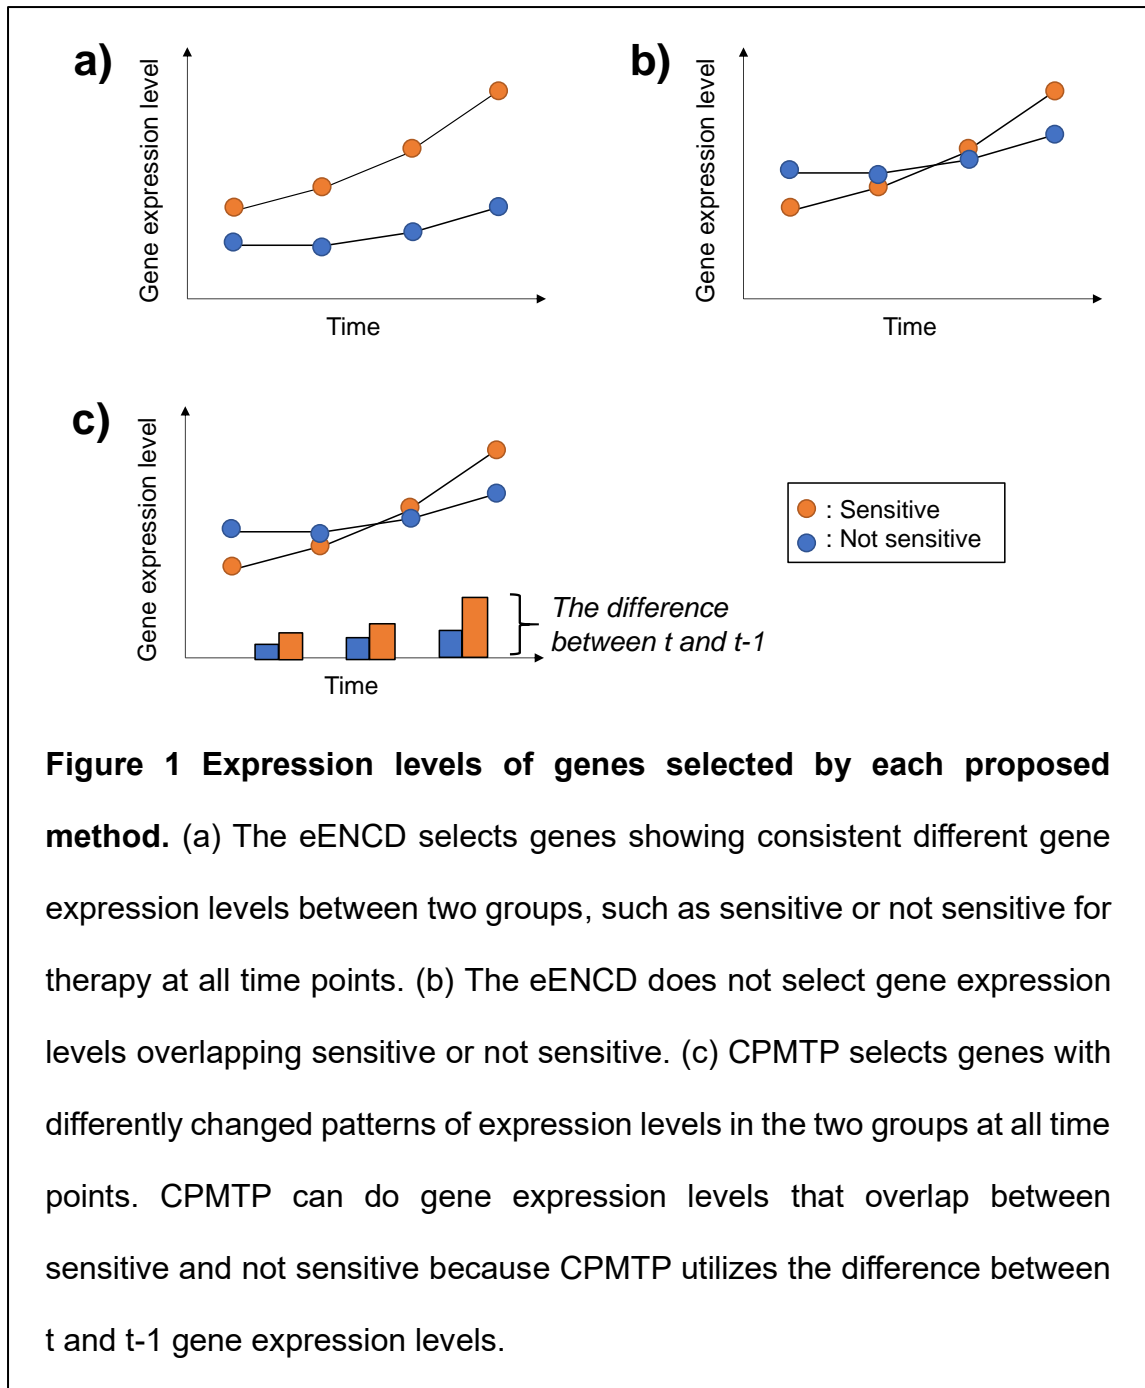 a)
Gene expression level
Time
b)
Gene expression level
Time
c)
Gene expression level
Time
The difference
between t and t-1
: Sensitive
: Not sensitive
Figure 1 Expression levels of genes selected by each proposed
method. (a) The eENCD selects genes showing consistent different gene
expression levels between two groups, such as sensitive or not sensitive for
therapy at all time points. (b) The eENCD does not select gene expression
levels overlapping sensitive or not sensitive. (c) CPMTP selects genes with
differently changed patterns of expression levels in the two groups at all time
points. CPMTP can do gene expression levels that overlap between
sensitive and not sensitive because CPMTP utilizes the difference between
t and t-1 gene expression levels.